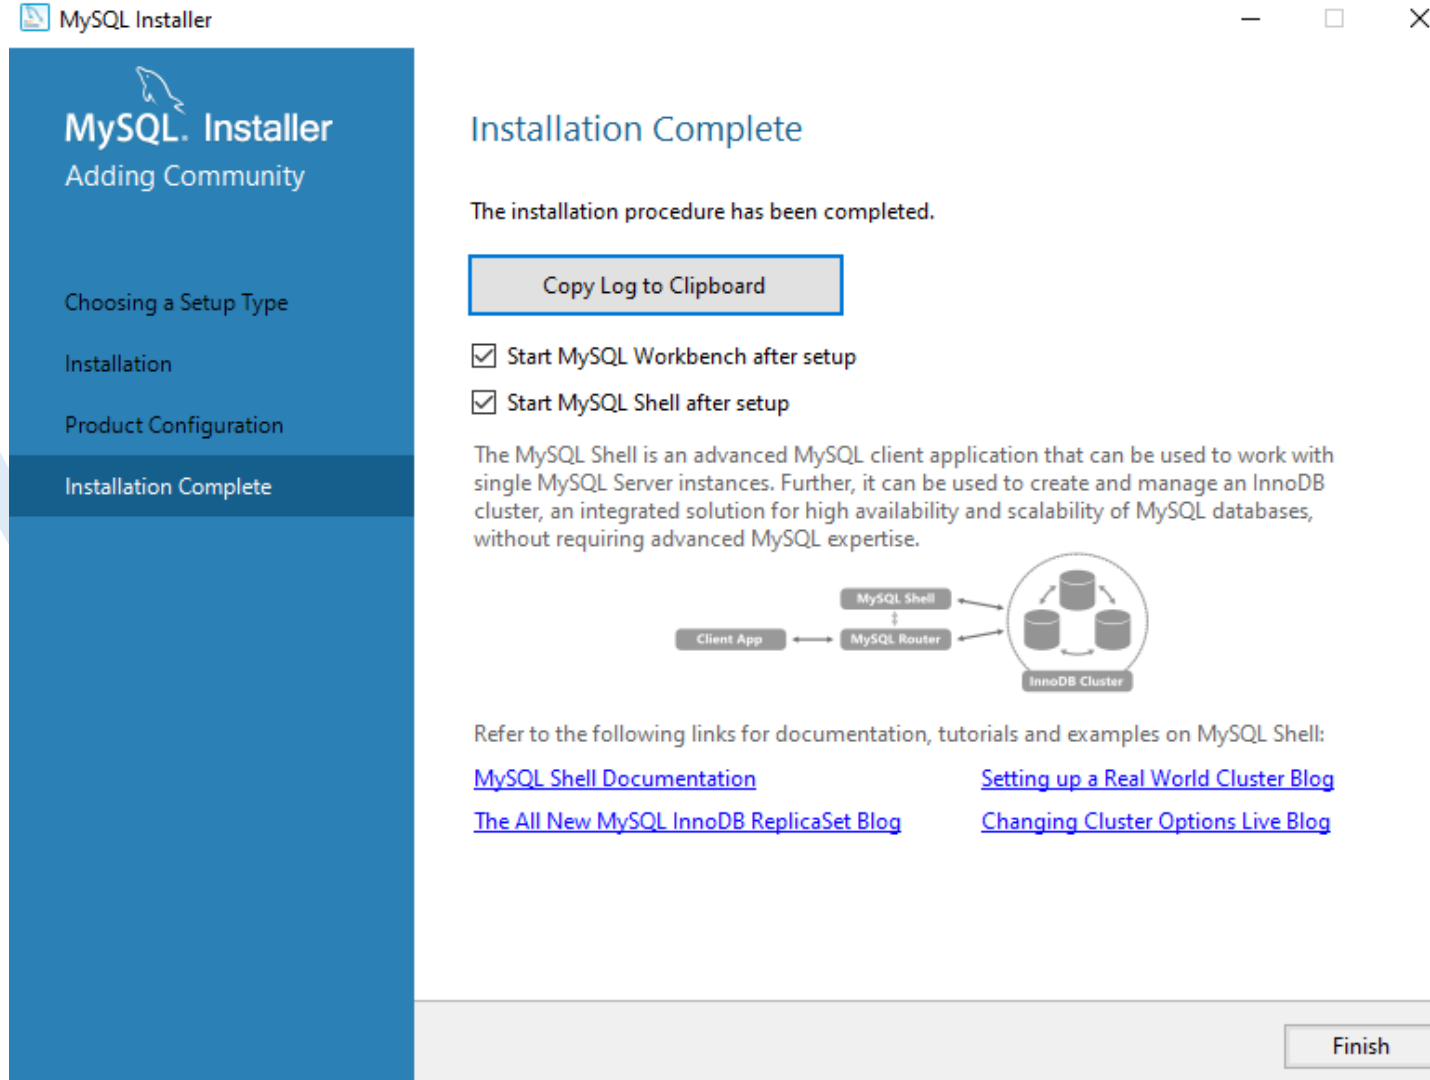 MySQL Installer
MySQL. Installer
Adding Community
Choosing a Setup Type
Installation
Product Configuration
Installation Complete
Installation Complete
The installation procedure has been completed.
Copy Log to Clipboard
Start MySQL Workbench after setup
Start MySQL Shell after setup
The MySQL Shell is an advanced MySQL client application that can be used to work with
single MySQL Server instances. Further, it can be used to create and manage an InnoDB
cluster, an integrated solution for high availability and scalability of MySQL databases,
without requiring advanced MySQL expertise.
MySQL Shell
Client App
MySQL Router
InnoDB Cluster
Refer to the following links for documentation, tutorials and examples on MySQL Shell:
MySQL Shell Documentation
Setting up a Real World Cluster Blog
The All New MySQL InnoDB ReplicaSet Blog
Changing Cluster Options Live Blog
Finish